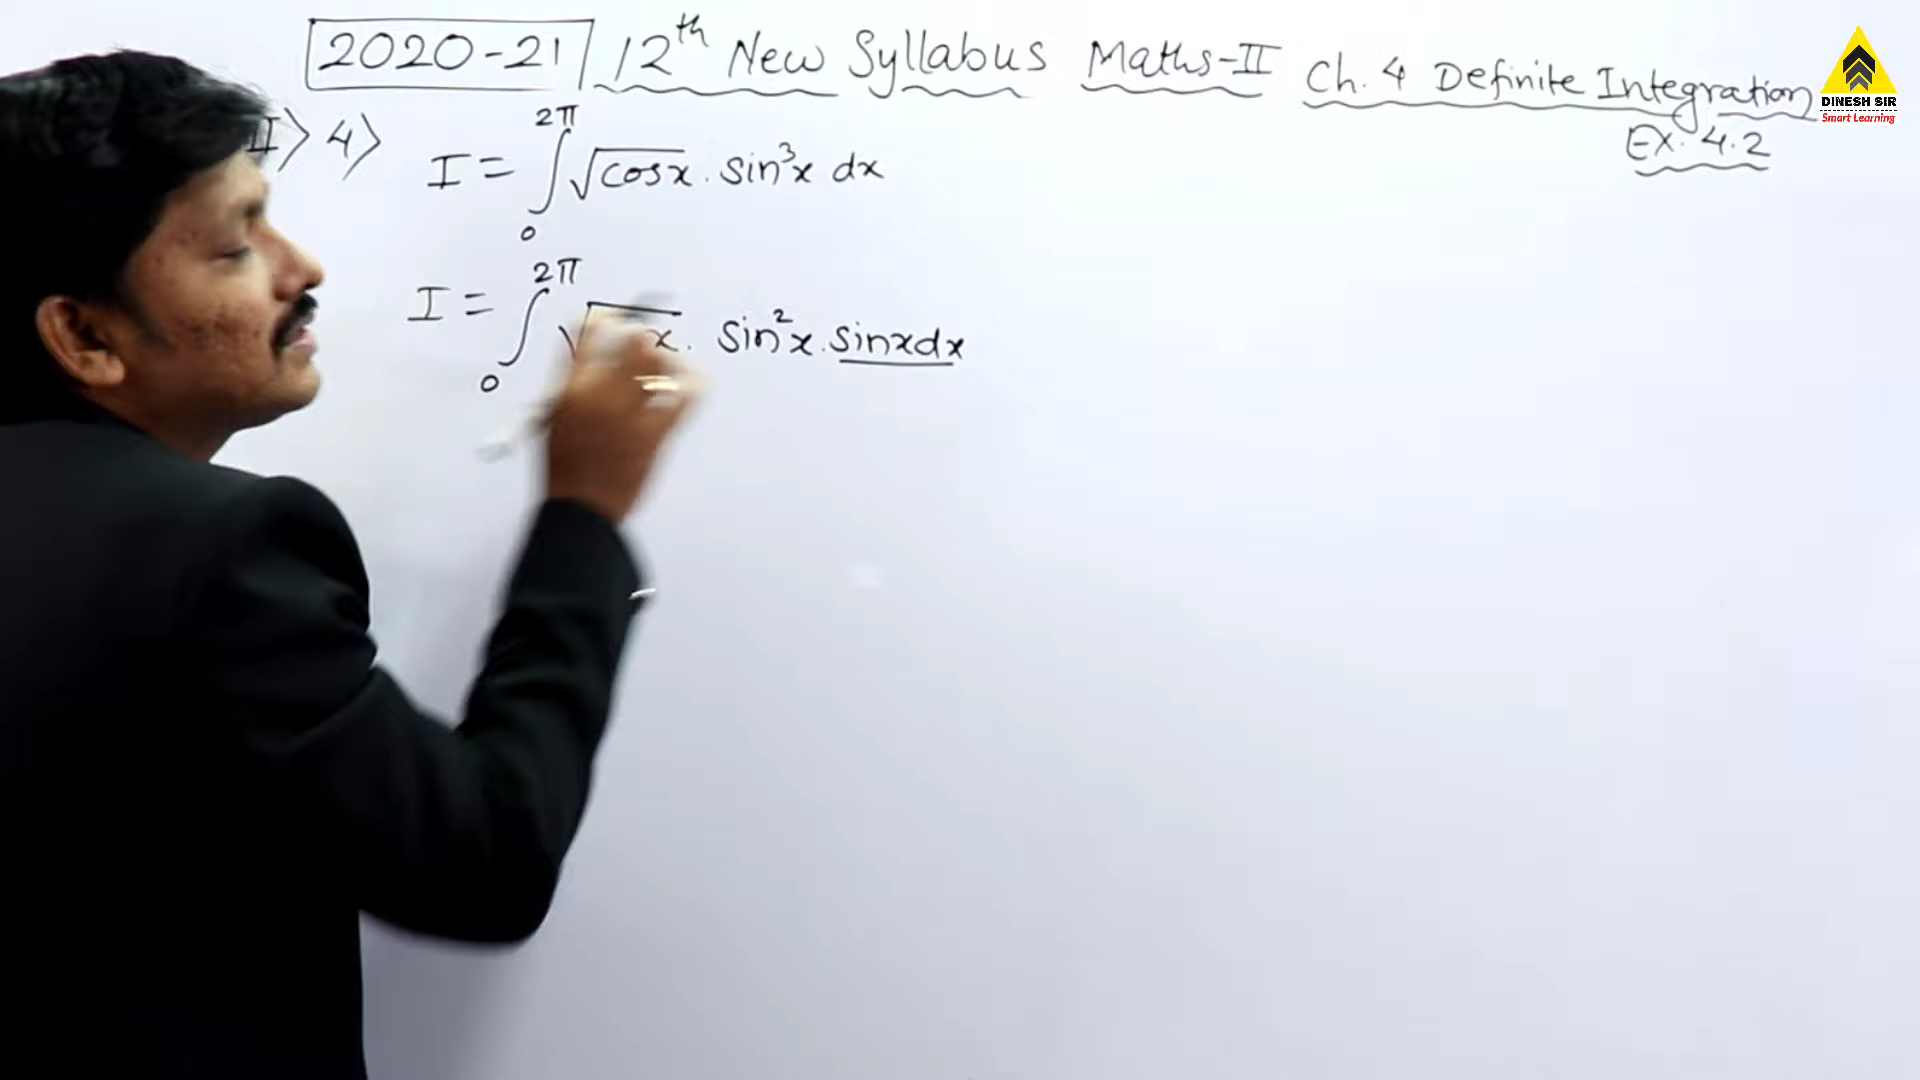 2020-21 12th New Syllabus Maths-II Ch. 4 Definite Integration
DINESH SIR
Smart Learning
Ex. 4.2
II> 4> I = ∫₀^2π √cosx . sin³x dx
I = ∫₀^2π √ x . sin²x . sinxdx